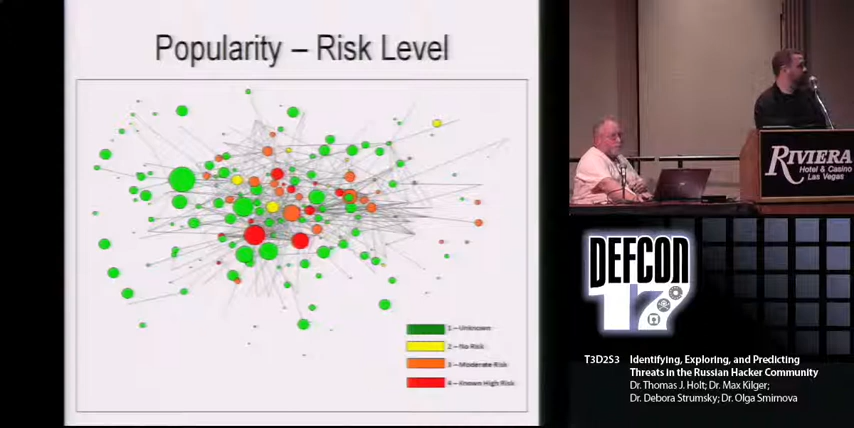 Popularity – Risk Level
1 – Unknown
2 – No Risk
3 – Moderate Risk
4 – Known High Risk
RIVIERA
Hotel & Casino
Las Vegas
DEFCON
17
T3D2S3 Identifying, Exploring, and Predicting
Threats in the Russian Hacker Community
Dr. Thomas J. Holt; Dr. Max Kilger;
Dr. Debora Strumsky; Dr. Olga Smirnova